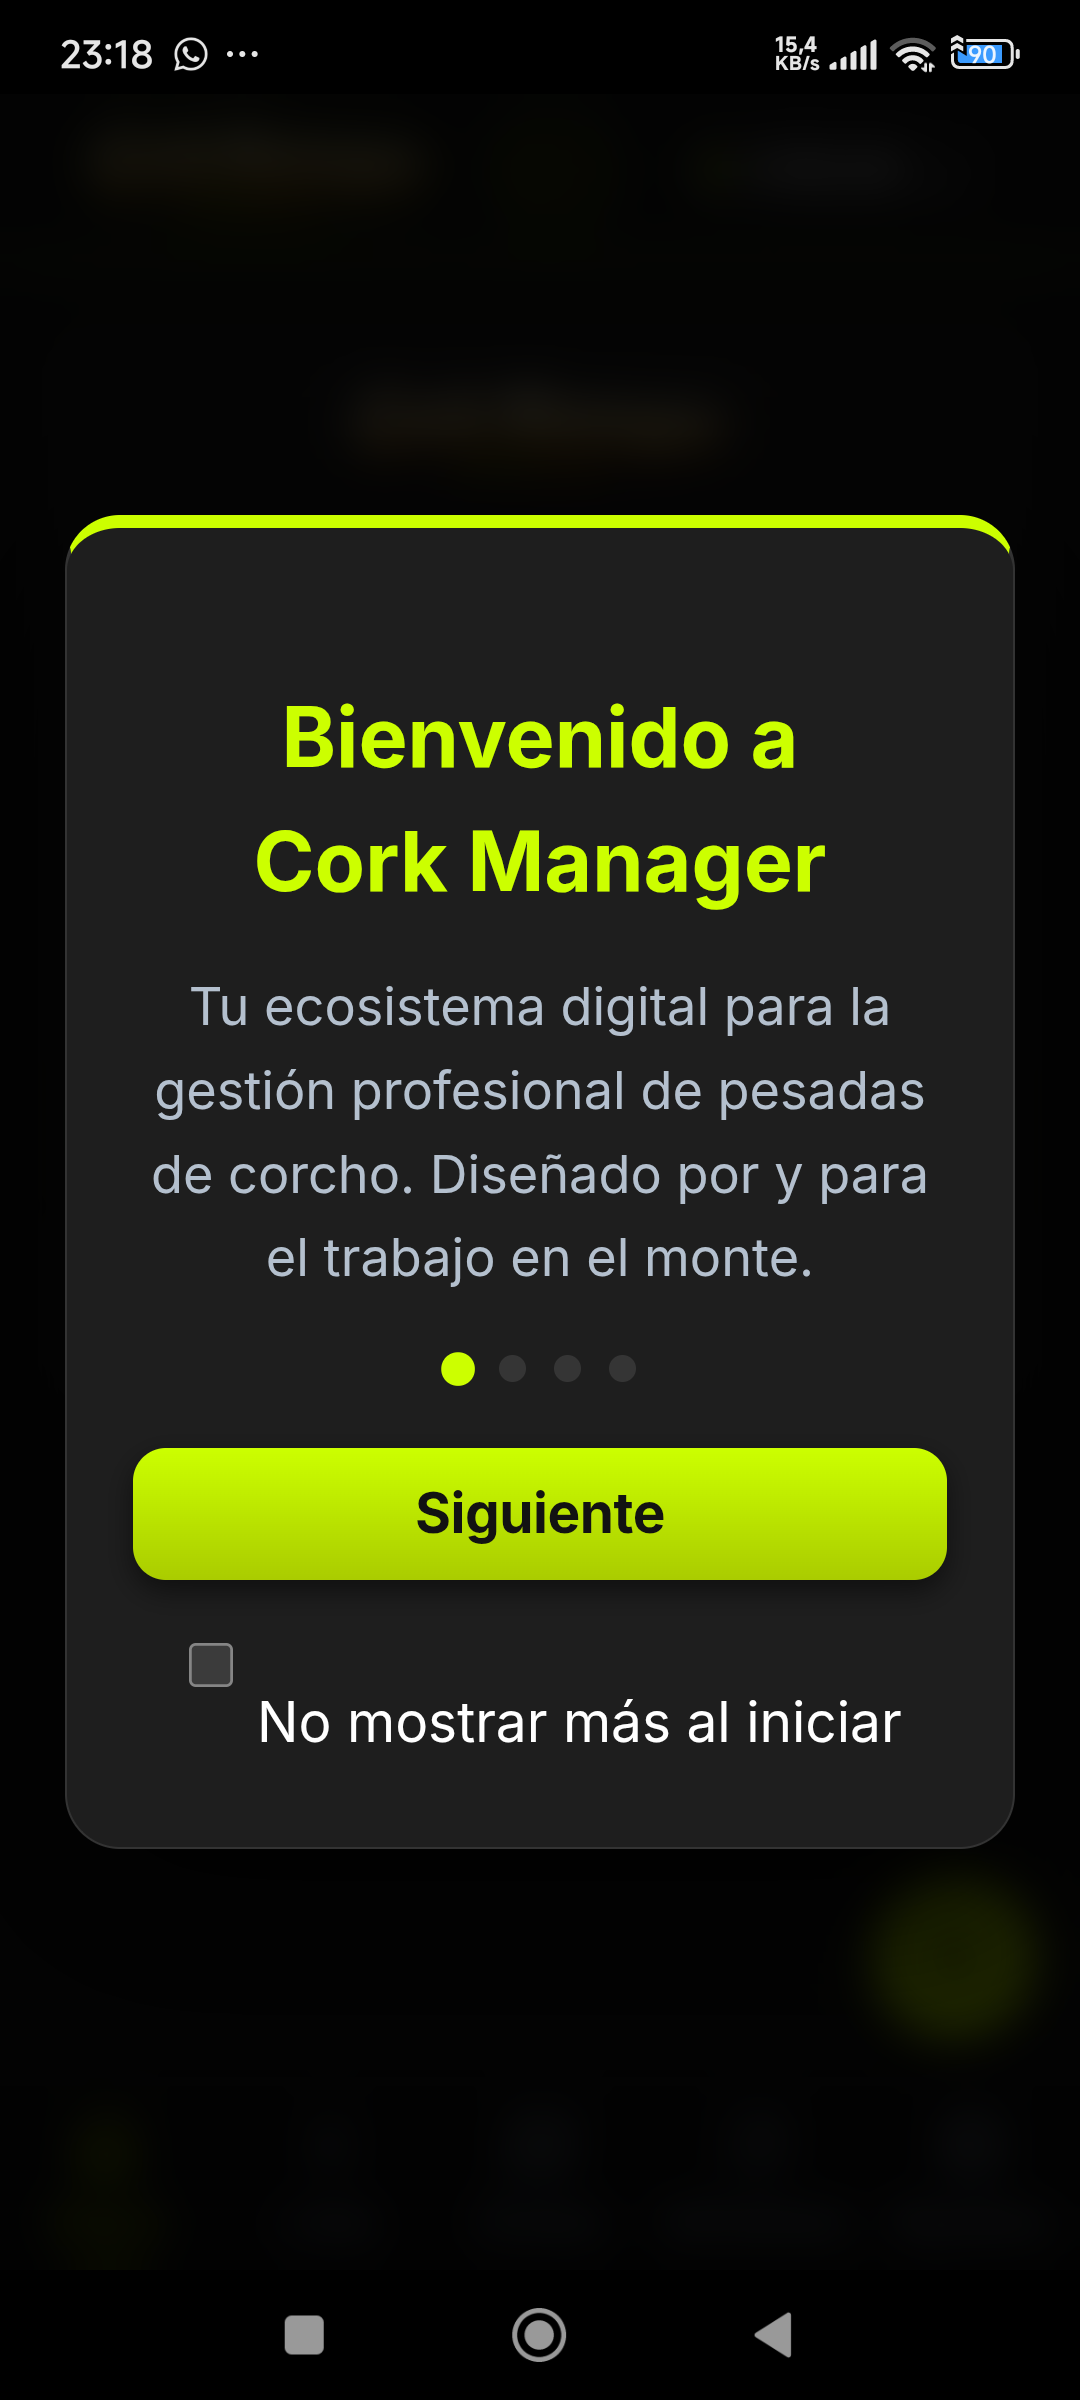 23:18 ... 15,4 KB/s 90
Bienvenido a
Cork Manager
Tu ecosistema digital para la
gestión profesional de pesadas
de corcho. Diseñado por y para
el trabajo en el monte.
Siguiente
No mostrar más al iniciar